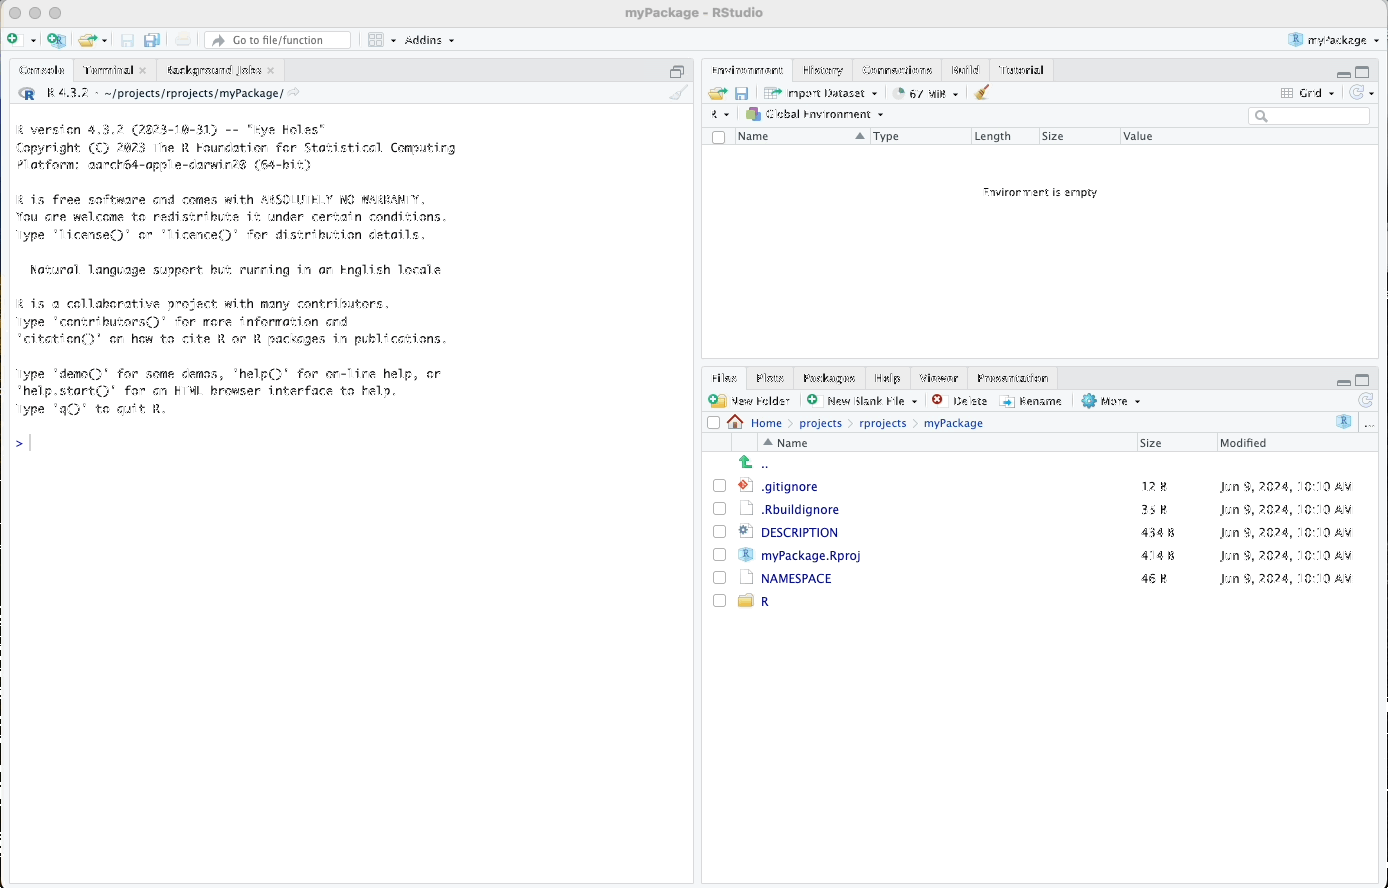 myPackage - RStudio
Go to file/function
Addins
myPackage
Console Terminal Background Jobs
R 4.3.2 · ~/projects/rprojects/myPackage/
R version 4.3.2 (2023-10-31) -- "Eye Holes"
Copyright (C) 2023 The R Foundation for Statistical Computing
Platform: aarch64-apple-darwin20 (64-bit)
R is free software and comes with ABSOLUTELY NO WARRANTY.
You are welcome to redistribute it under certain conditions.
Type 'license()' or 'licence()' for distribution details.
Natural language support but running in an English locale
R is a collaborative project with many contributors.
Type 'contributors()' for more information and
'citation()' on how to cite R or R packages in publications.
Type 'demo()' for some demos, 'help()' for on-line help, or
'help.start()' for an HTML browser interface to help.
Type 'q()' to quit R.
>
Environment History Connections Build Tutorial
Import Dataset 67 MiB Grid
R Global Environment
Name Type Length Size Value
Environment is empty
Files Plots Packages Help Viewer Presentation
New Folder New Blank File Delete Rename More
Home projects rprojects myPackage ...
Name Size Modified
..
.gitignore 12 B Jun 9, 2024, 10:10 AM
.Rbuildignore Jun 9, 2024, 10:10 AM
DESCRIPTION 434 B Jun 9, 2024, 10:10 AM
myPackage.Rproj 414 B Jun 9, 2024, 10:10 AM
NAMESPACE 46 B Jun 9, 2024, 10:10 AM
R